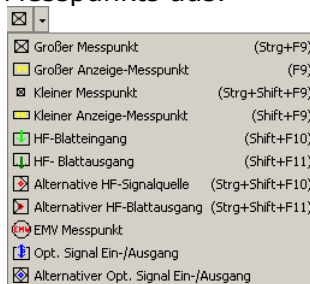 Messpunkts aus.
Großer Messpunkt (Strg+F9)
Großer Anzeige-Messpunkt (F9)
Kleiner Messpunkt (Strg+Shift+F9)
Kleiner Anzeige-Messpunkt (Shift+F9)
HF-Blatteingang (Shift+F10)
HF- Blattausgang (Shift+F11)
Alternative HF-Signalquelle (Strg+Shift+F10)
Alternativer HF-Blattausgang (Strg+Shift+F11)
EMV EMV Messpunkt
Opt. Signal Ein-/Ausgang
Alternativer Opt. Signal Ein-/Ausgang